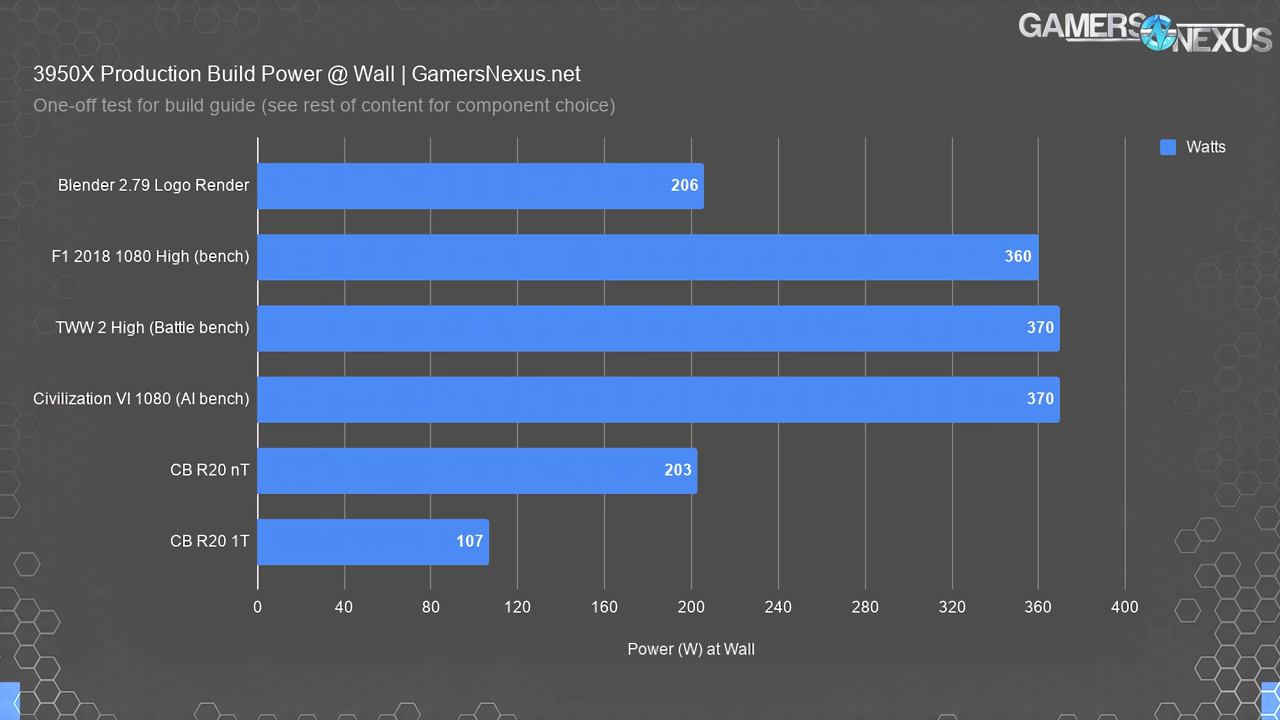 GAMERS NEXUS
3950X Production Build Power @ Wall | GamersNexus.net
One-off test for build guide (see rest of content for component choice)
Watts
Blender 2.79 Logo Render 206
F1 2018 1080 High (bench) 360
TWW 2 High (Battle bench) 370
Civilization VI 1080 (AI bench) 370
CB R20 nT 203
CB R20 1T 107
0 40 80 120 160 200 240 280 320 360 400
Power (W) at Wall